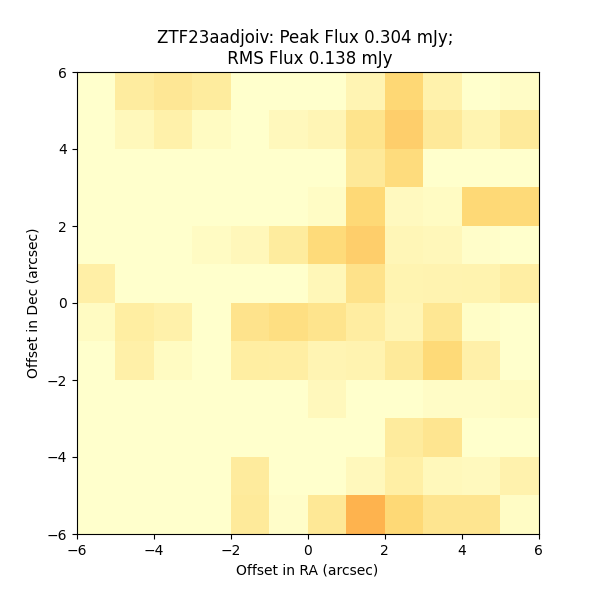 ZTF23aadjoiv: Peak Flux 0.304 mJy;
RMS Flux 0.138 mJy
6
4
2
0
−2
−4
−6
Offset in Dec (arcsec)
−6 −4 −2 0 2 4 6
Offset in RA (arcsec)